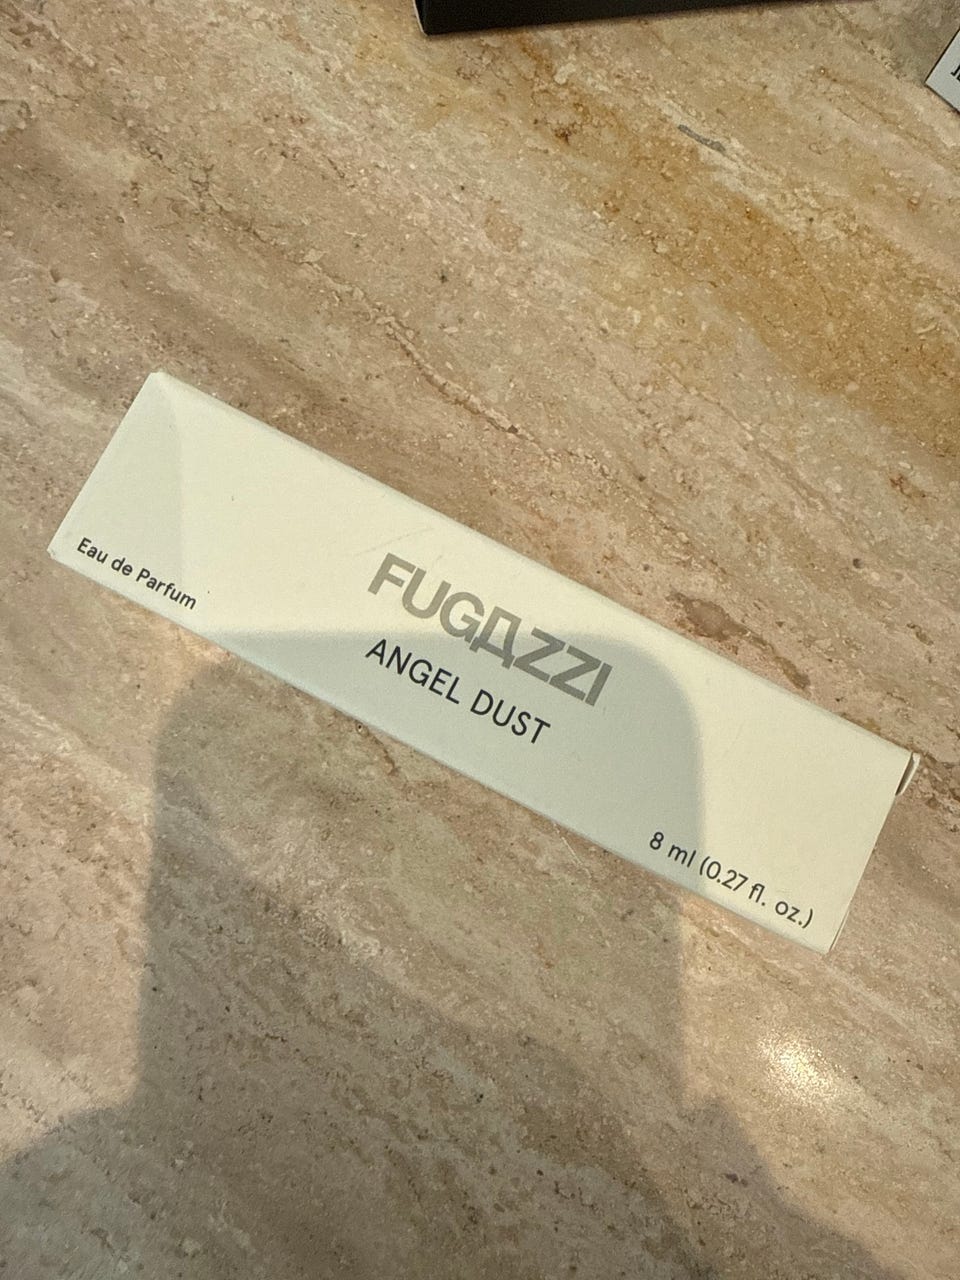 FUGAZZI
ANGEL DUST
Eau de Parfum
8 ml (0.27 fl. oz.)